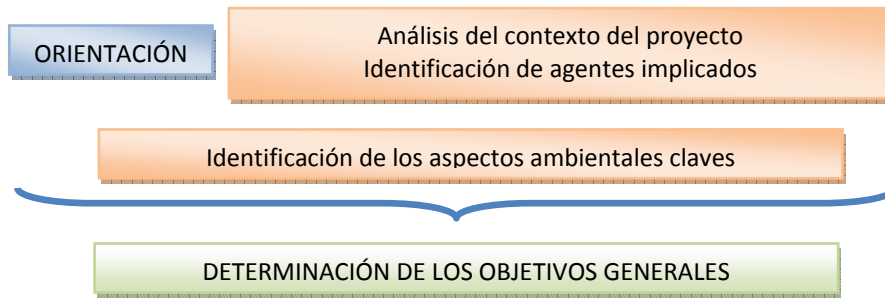 ORIENTACIÓN
Análisis del contexto del proyecto
Identificación de agentes implicados
Identificación de los aspectos ambientales claves
DETERMINACIÓN DE LOS OBJETIVOS GENERALES